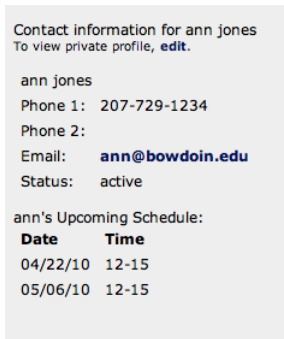 Contact information for ann jones
To view private profile, edit.
ann jones
Phone 1: 207-729-1234
Phone 2:
Email: ann@bowdoin.edu
Status: active
ann's Upcoming Schedule:
Date Time
04/22/10 12-15
05/06/10 12-15